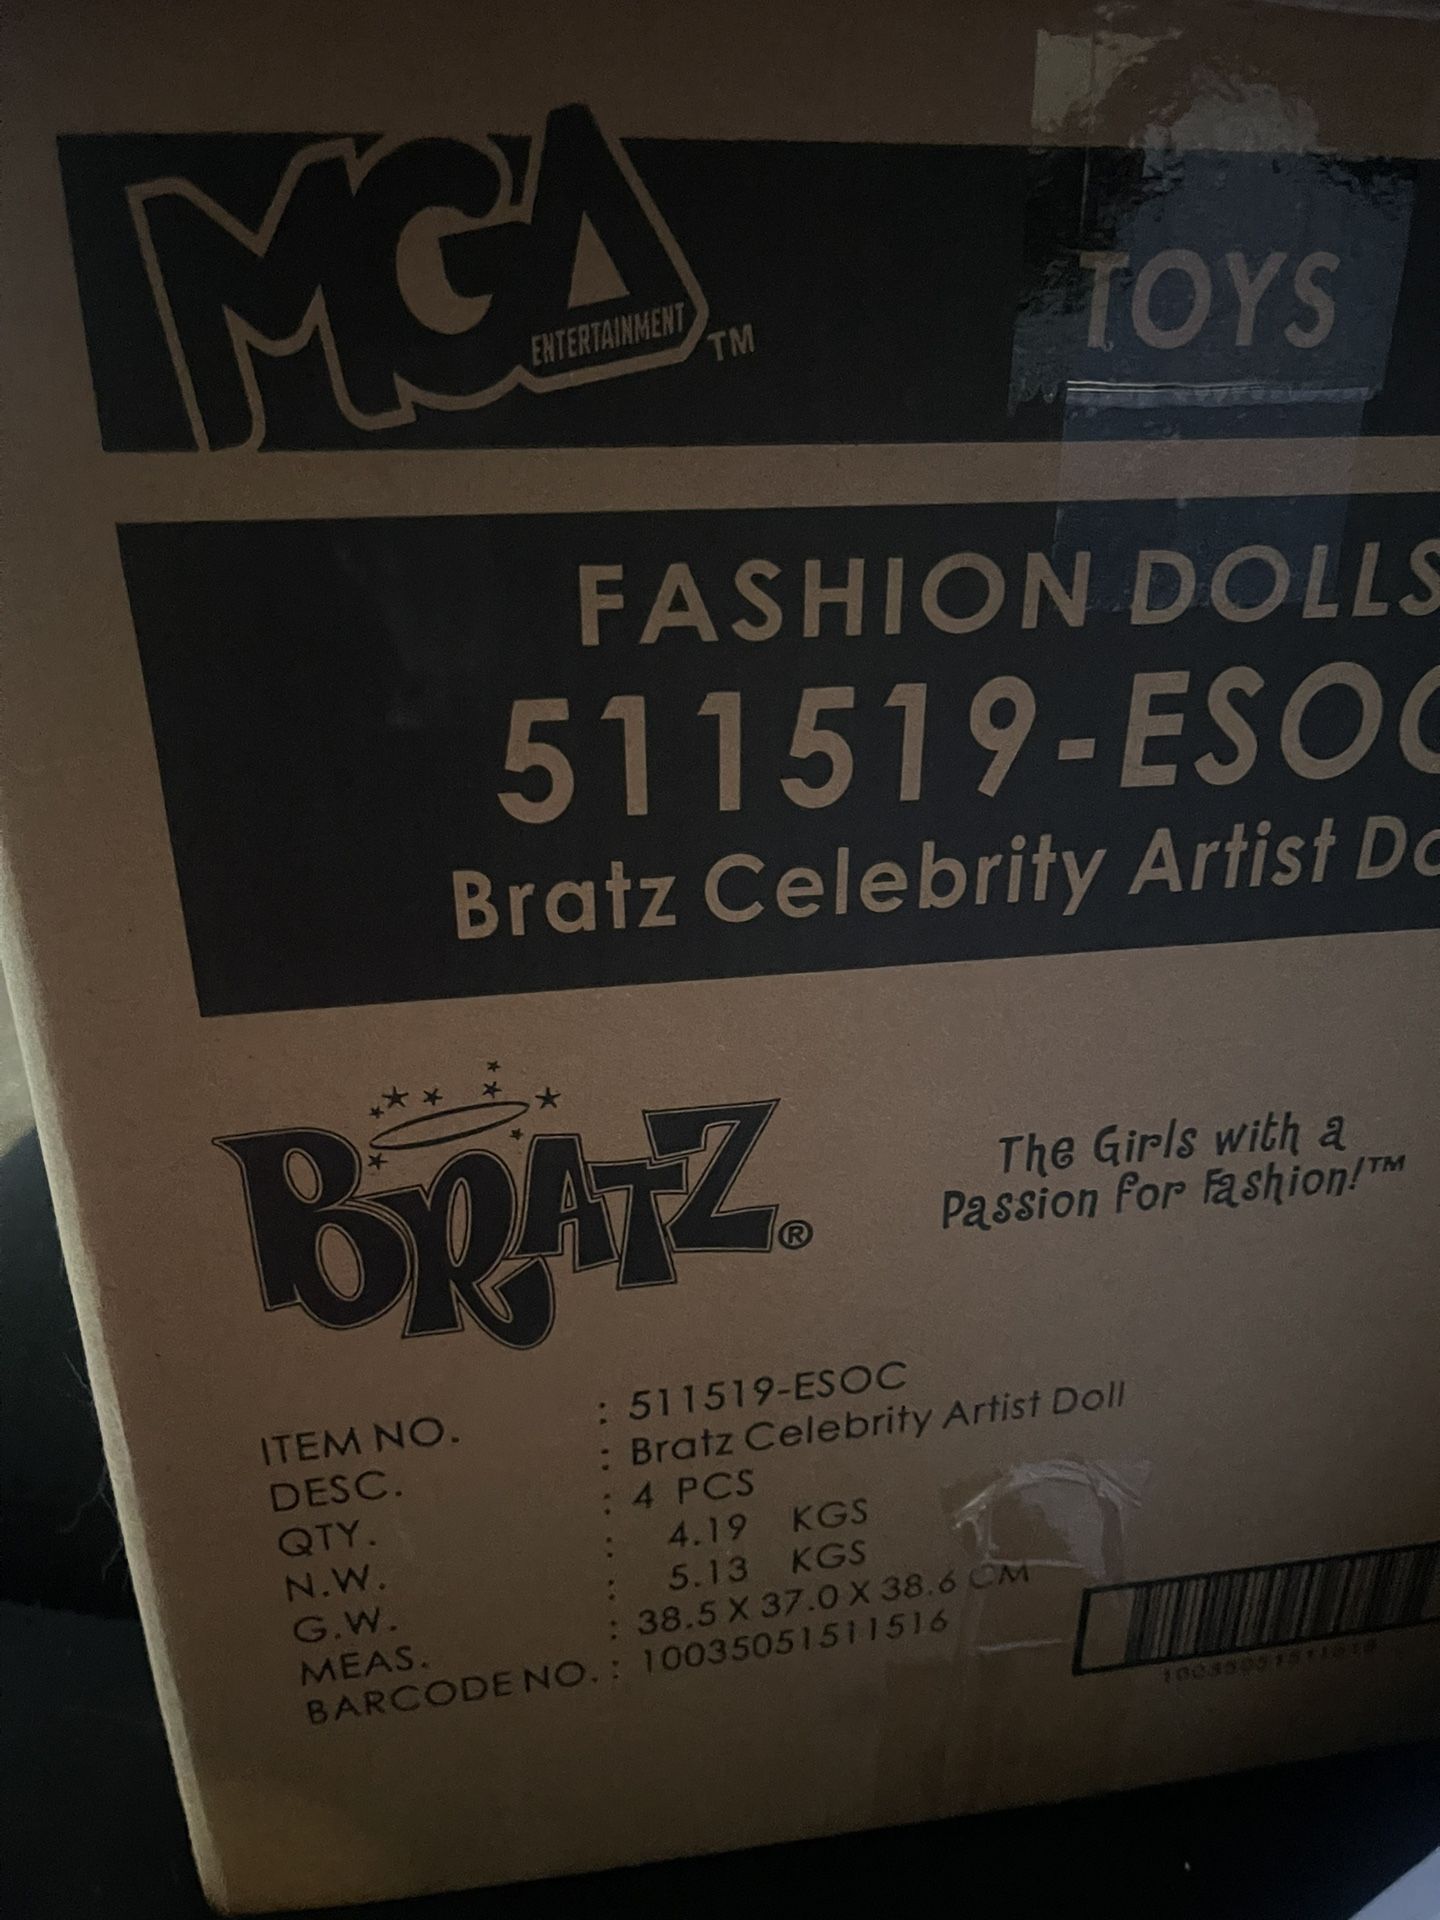 MGA
ENTERTAINMENT TM
TOYS
FASHION DOLLS
511519-ESOC
Bratz Celebrity Artist Do
BRATZ®
The Girls with a
Passion for Fashion!™
ITEM NO. : 511519-ESOC
DESC. : Bratz Celebrity Artist Doll
QTY. : 4 PCS
N.W. : 4.19 KGS
G.W. : 5.13 KGS
MEAS. : 38.5 X 37.0 X 38.6 CM
BARCODE NO. : 10035051511516
10035051511516